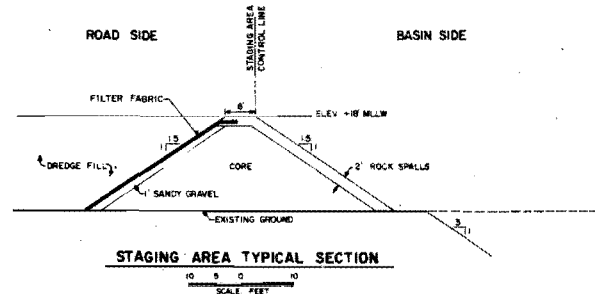 ROAD SIDE
STAGING AREA
CONTROL LINE
BASIN SIDE
FILTER FABRIC
6'
ELEV +18' MLLW
1.5
1
1.5
1
DREDGE FILL
CORE
2' ROCK SPALLS
1' SANDY GRAVEL
EXISTING GROUND
3
1
STAGING AREA TYPICAL SECTION
10 5 0 10
SCALE FEET